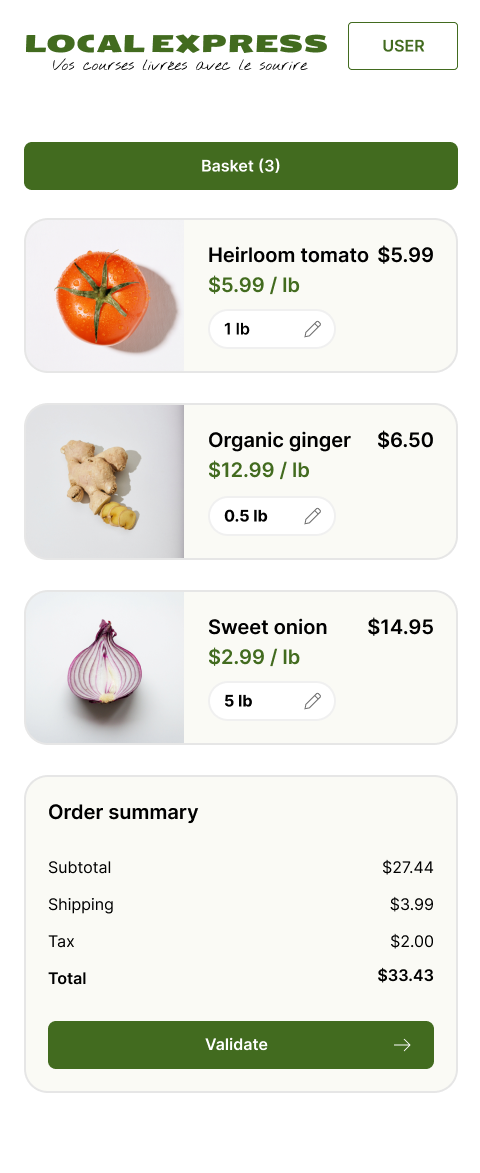 LOCAL EXPRESS
Vos courses livrées avec le sourire
USER
Basket (3)
Heirloom tomato $5.99
$5.99 / lb
1 lb
Organic ginger $6.50
$12.99 / lb
0.5 lb
Sweet onion $14.95
$2.99 / lb
5 lb
Order summary
Subtotal $27.44
Shipping $3.99
Tax $2.00
Total $33.43
Validate